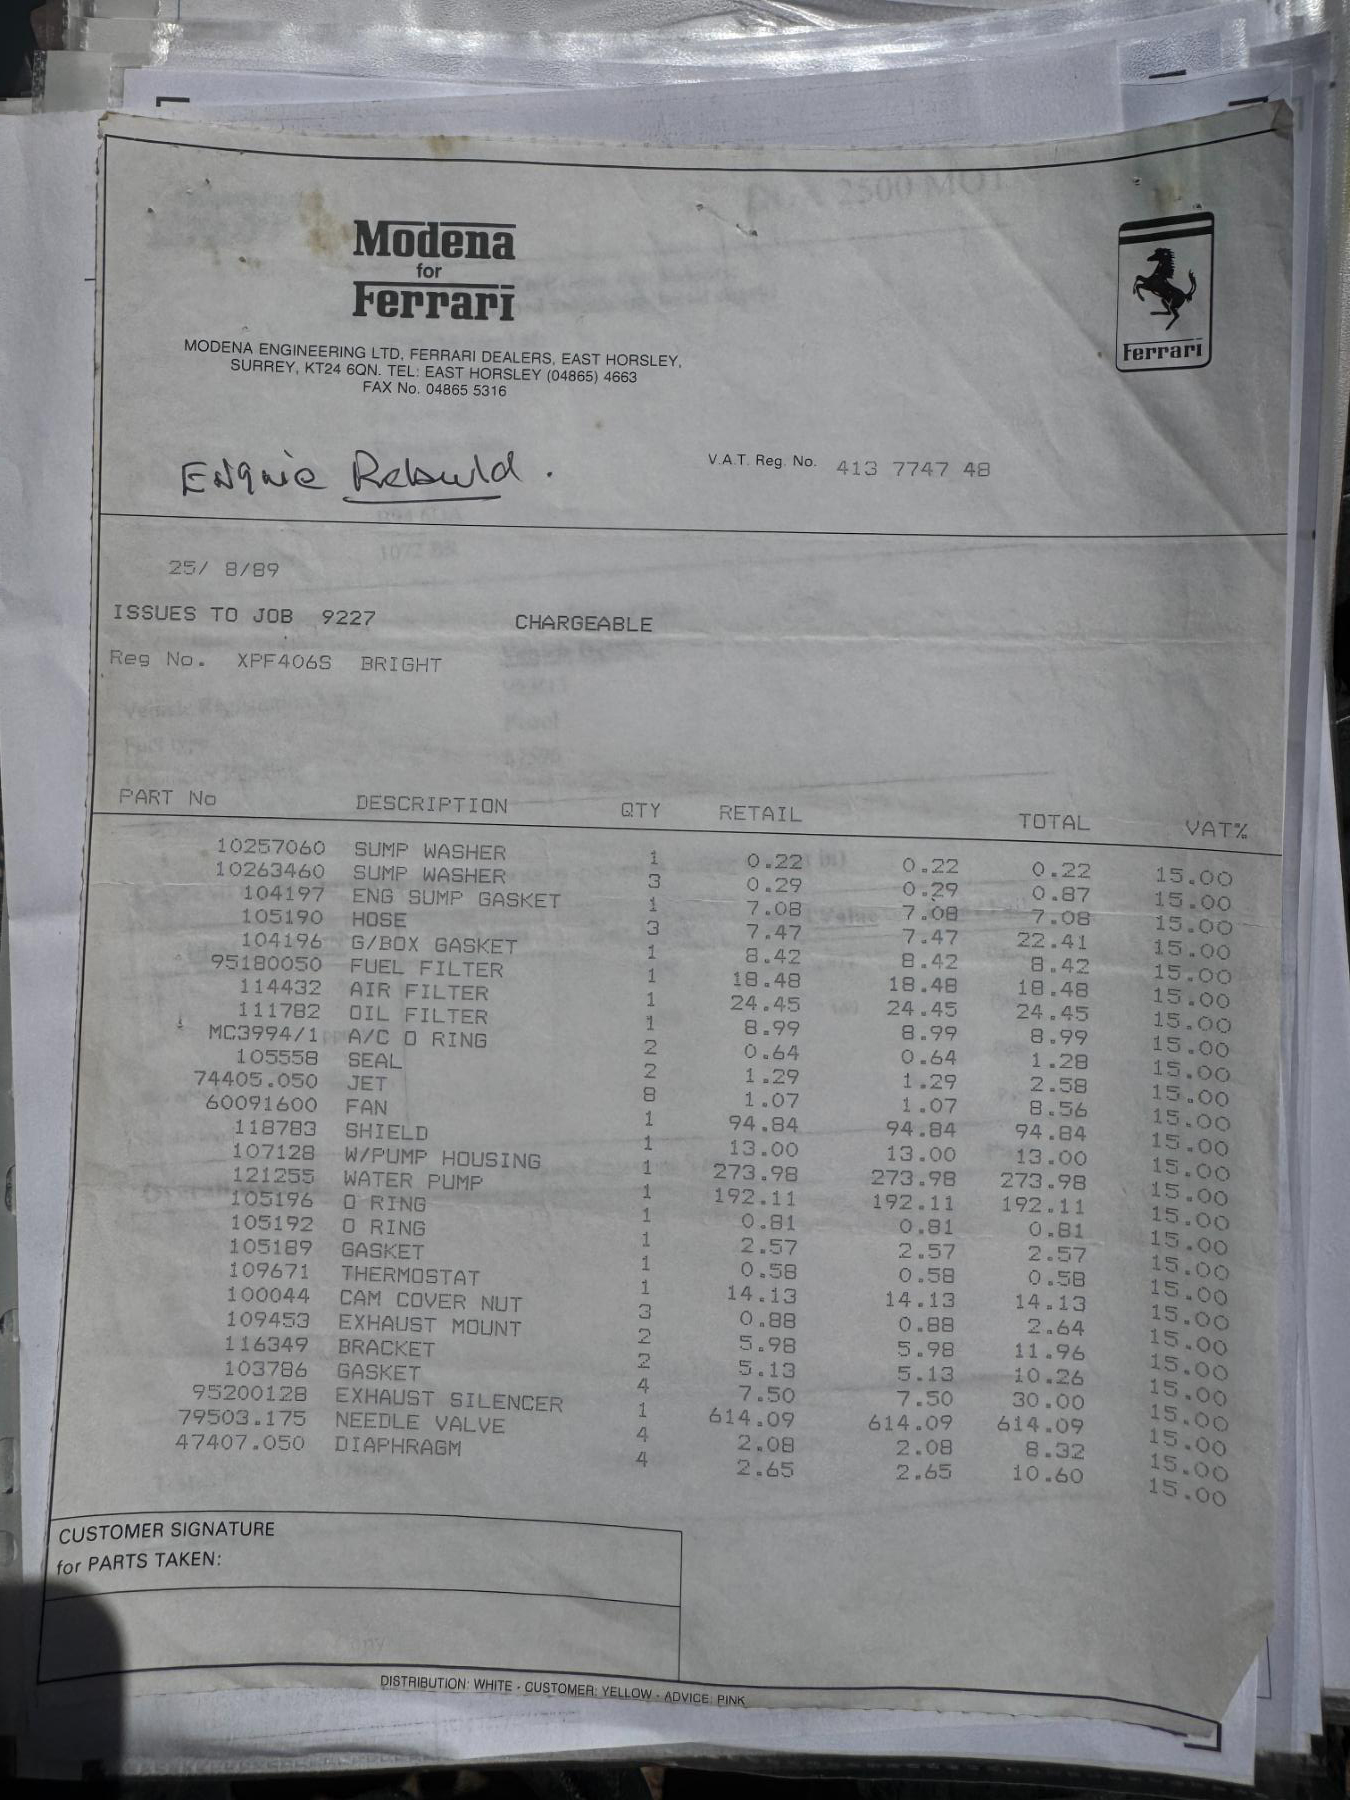 Modena
for
Ferrari
Ferrari
MODENA ENGINEERING LTD, FERRARI DEALERS, EAST HORSLEY,
SURREY, KT24 6QN. TEL: EAST HORSLEY (04865) 4663
FAX No. 04865 5316
Engine Rebuild.
V.A.T. Reg. No. 413 7747 48
25/ 8/89
ISSUES TO JOB 9227 CHARGEABLE
Reg No. XPF406S BRIGHT
PART No DESCRIPTION QTY RETAIL TOTAL VAT%
10257060 SUMP WASHER 1 0.22 0.22 0.22 15.00
10263460 SUMP WASHER 3 0.29 0.29 0.87 15.00
104197 ENG SUMP GASKET 1 7.08 7.08 7.08 15.00
105190 HOSE 3 7.47 7.47 22.41 15.00
104196 G/BOX GASKET 1 8.42 8.42 8.42 15.00
95180050 FUEL FILTER 1 18.48 18.48 18.48 15.00
114432 AIR FILTER 1 24.45 24.45 24.45 15.00
111782 OIL FILTER 1 8.99 8.99 8.99 15.00
MC3994/1 A/C O RING 2 0.64 0.64 1.28 15.00
105558 SEAL 2 1.29 1.29 2.58 15.00
74405.050 JET 8 1.07 1.07 8.56 15.00
60091600 FAN 1 94.84 94.84 94.84 15.00
118783 SHIELD 1 13.00 13.00 13.00 15.00
107128 W/PUMP HOUSING 1 273.98 273.98 273.98 15.00
121255 WATER PUMP 1 192.11 192.11 192.11 15.00
105196 O RING 1 0.81 0.81 0.81 15.00
105192 O RING 1 2.57 2.57 2.57 15.00
105189 GASKET 1 0.58 0.58 0.58 15.00
109671 THERMOSTAT 1 14.13 14.13 14.13 15.00
100044 CAM COVER NUT 3 0.88 0.88 2.64 15.00
109453 EXHAUST MOUNT 2 5.98 5.98 11.96 15.00
116349 BRACKET 2 5.13 5.13 10.26 15.00
103786 GASKET 4 7.50 7.50 30.00 15.00
95200128 EXHAUST SILENCER 1 614.09 614.09 614.09 15.00
79503.175 NEEDLE VALVE 4 2.08 2.08 8.32 15.00
47407.050 DIAPHRAGM 4 2.65 2.65 10.60 15.00
CUSTOMER SIGNATURE
for PARTS TAKEN:
DISTRIBUTION: WHITE - CUSTOMER: YELLOW - ADVICE: PINK